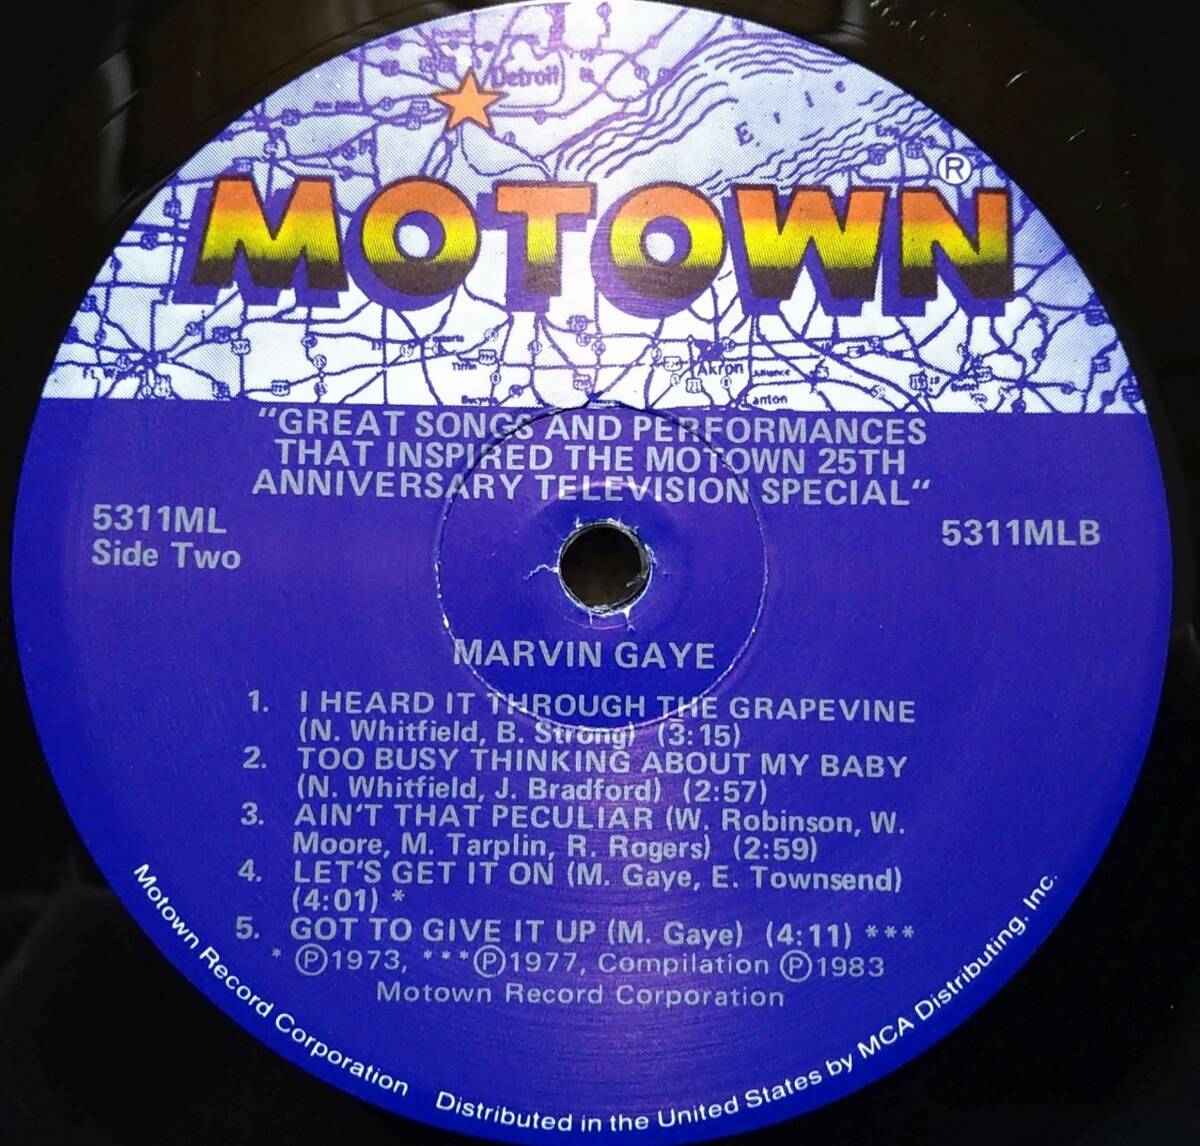 Detroit
Erie
MOTOWN®
Tiffin
Akron
Alliance
Canton
"GREAT SONGS AND PERFORMANCES
THAT INSPIRED THE MOTOWN 25TH
ANNIVERSARY TELEVISION SPECIAL"
5311ML
Side Two
5311MLB
MARVIN GAYE
1. I HEARD IT THROUGH THE GRAPEVINE
(N. Whitfield, B. Strong) (3:15)
2. TOO BUSY THINKING ABOUT MY BABY
(N. Whitfield, J. Bradford) (2:57)
3. AIN'T THAT PECULIAR (W. Robinson, W.
Moore, M. Tarplin, R. Rogers) (2:59)
4. LET'S GET IT ON (M. Gaye, E. Townsend)
(4:01) *
5. GOT TO GIVE IT UP (M. Gaye) (4:11) ***
* ℗1973, ***℗1977, Compilation ℗1983
Motown Record Corporation
Motown Record Corporation Distributed in the United States by MCA Distributing, Inc.